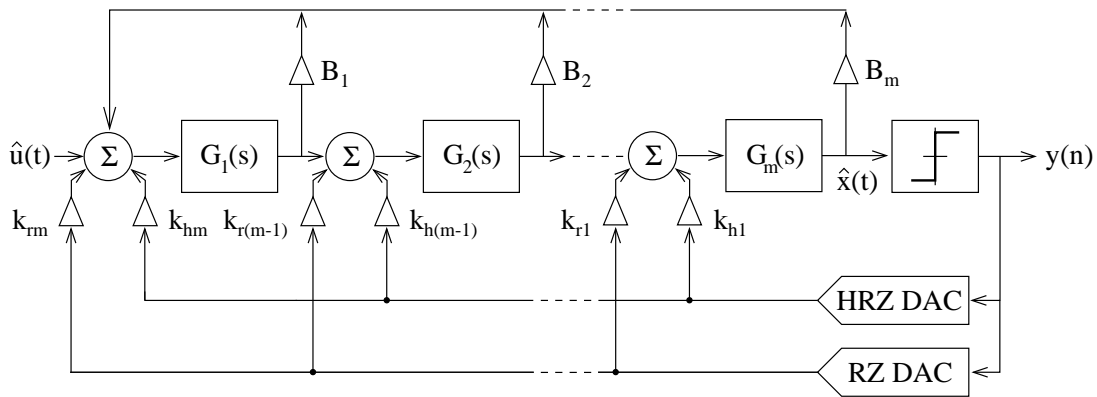 B₁
B₂
Bₘ
û(t)
Σ
G₁(s)
Σ
G₂(s)
Σ
Gₘ(s)
x̂(t)
y(n)
kᵣₘ
kₕₘ
kᵣ₍ₘ₋₁₎
kₕ₍ₘ₋₁₎
kᵣ₁
kₕ₁
HRZ DAC
RZ DAC